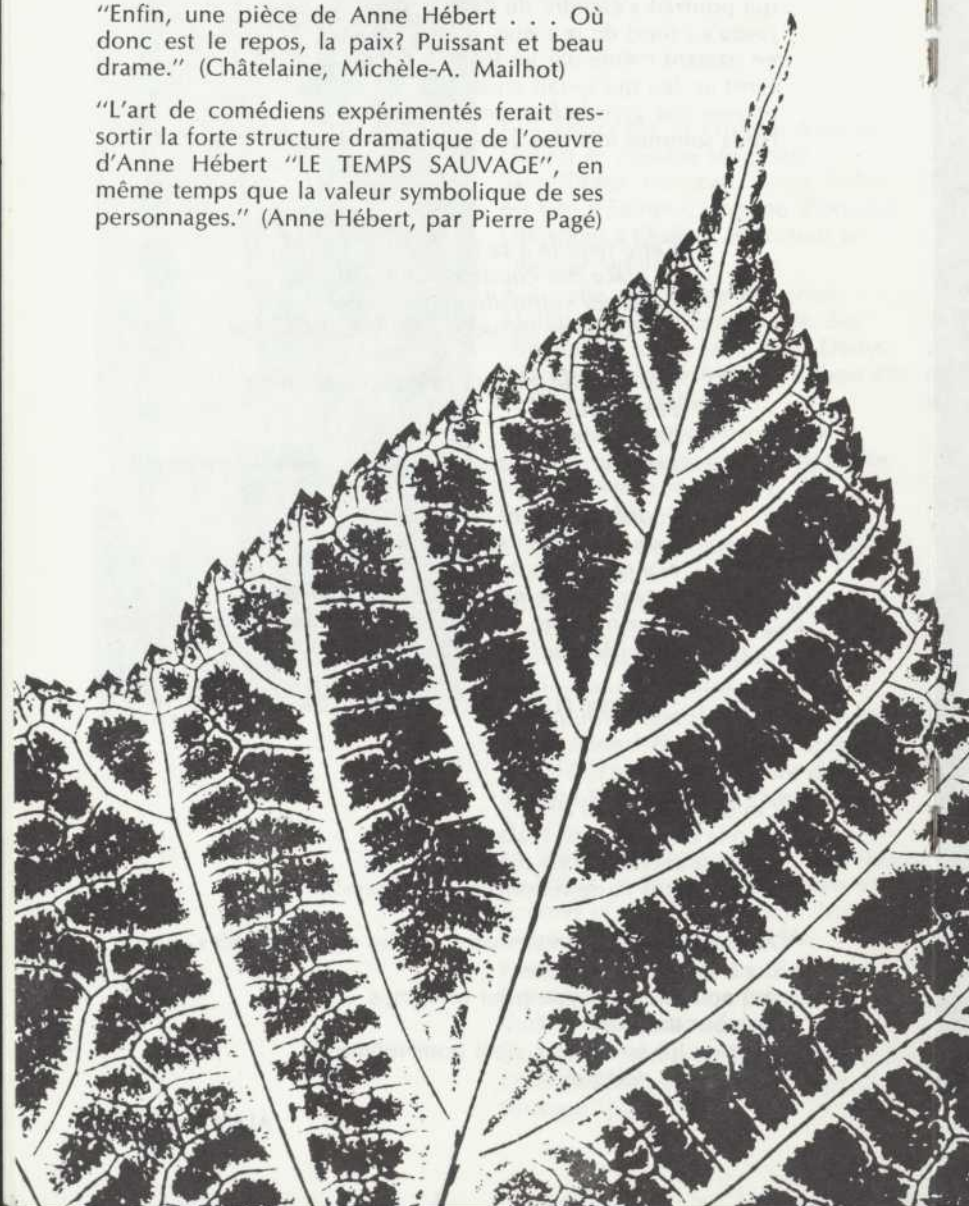 "Enfin, une pièce de Anne Hébert . . . Où
donc est le repos, la paix? Puissant et beau
drame." (Châtelaine, Michèle-A. Mailhot)
"L'art de comédiens expérimentés ferait res-
sortir la forte structure dramatique de l'oeuvre
d'Anne Hébert "LE TEMPS SAUVAGE", en
même temps que la valeur symbolique de ses
personnages." (Anne Hébert, par Pierre Pagé)